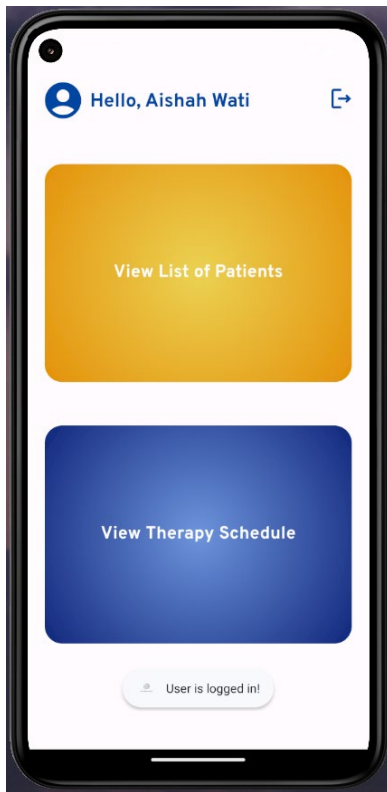 Hello, Aishah Wati
View List of Patients
View Therapy Schedule
User is logged in!